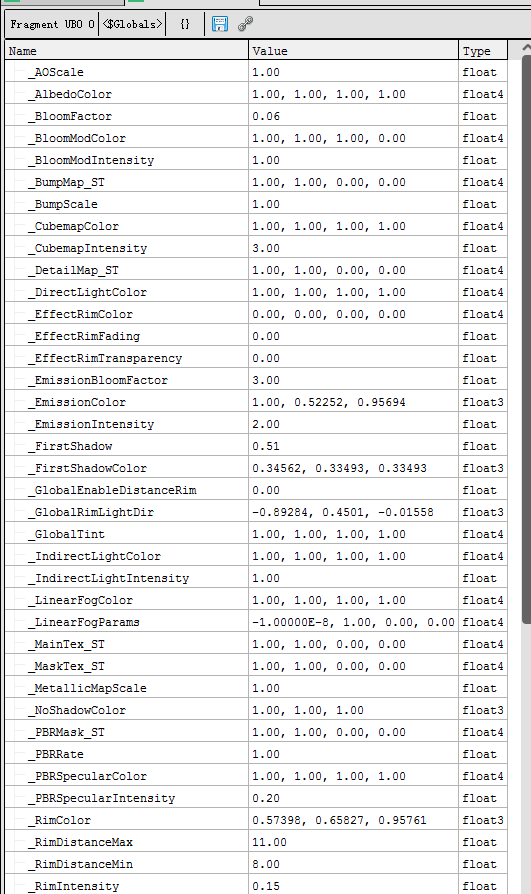 Fragment UBO 0 <$Globals> {}
Name Value Type
_AOScale 1.00 float
_AlbedoColor 1.00, 1.00, 1.00, 1.00 float4
_BloomFactor 0.06 float
_BloomModColor 1.00, 1.00, 1.00, 0.00 float4
_BloomModIntensity 1.00 float
_BumpMap_ST 1.00, 1.00, 0.00, 0.00 float4
_BumpScale 1.00 float
_CubemapColor 1.00, 1.00, 1.00, 1.00 float4
_CubemapIntensity 3.00 float
_DetailMap_ST 1.00, 1.00, 0.00, 0.00 float4
_DirectLightColor 1.00, 1.00, 1.00, 1.00 float4
_EffectRimColor 0.00, 0.00, 0.00, 0.00 float4
_EffectRimFading 0.00 float
_EffectRimTransparency 0.00 float
_EmissionBloomFactor 3.00 float
_EmissionColor 1.00, 0.52252, 0.95694 float3
_EmissionIntensity 2.00 float
_FirstShadow 0.51 float
_FirstShadowColor 0.34562, 0.33493, 0.33493 float3
_GlobalEnableDistanceRim 0.00 float
_GlobalRimLightDir -0.89284, 0.4501, -0.01558 float3
_GlobalTint 1.00, 1.00, 1.00, 1.00 float4
_IndirectLightColor 1.00, 1.00, 1.00, 1.00 float4
_IndirectLightIntensity 1.00 float
_LinearFogColor 1.00, 1.00, 1.00, 1.00 float4
_LinearFogParams -1.00000E-8, 1.00, 0.00, 0.00 float4
_MainTex_ST 1.00, 1.00, 0.00, 0.00 float4
_MaskTex_ST 1.00, 1.00, 0.00, 0.00 float4
_MetallicMapScale 1.00 float
_NoShadowColor 1.00, 1.00, 1.00 float3
_PBRMask_ST 1.00, 1.00, 0.00, 0.00 float4
_PBRRate 1.00 float
_PBRSpecularColor 1.00, 1.00, 1.00, 1.00 float4
_PBRSpecularIntensity 0.20 float
_RimColor 0.57398, 0.65827, 0.95761 float3
_RimDistanceMax 11.00 float
_RimDistanceMin 8.00 float
_RimIntensity 0.15 float